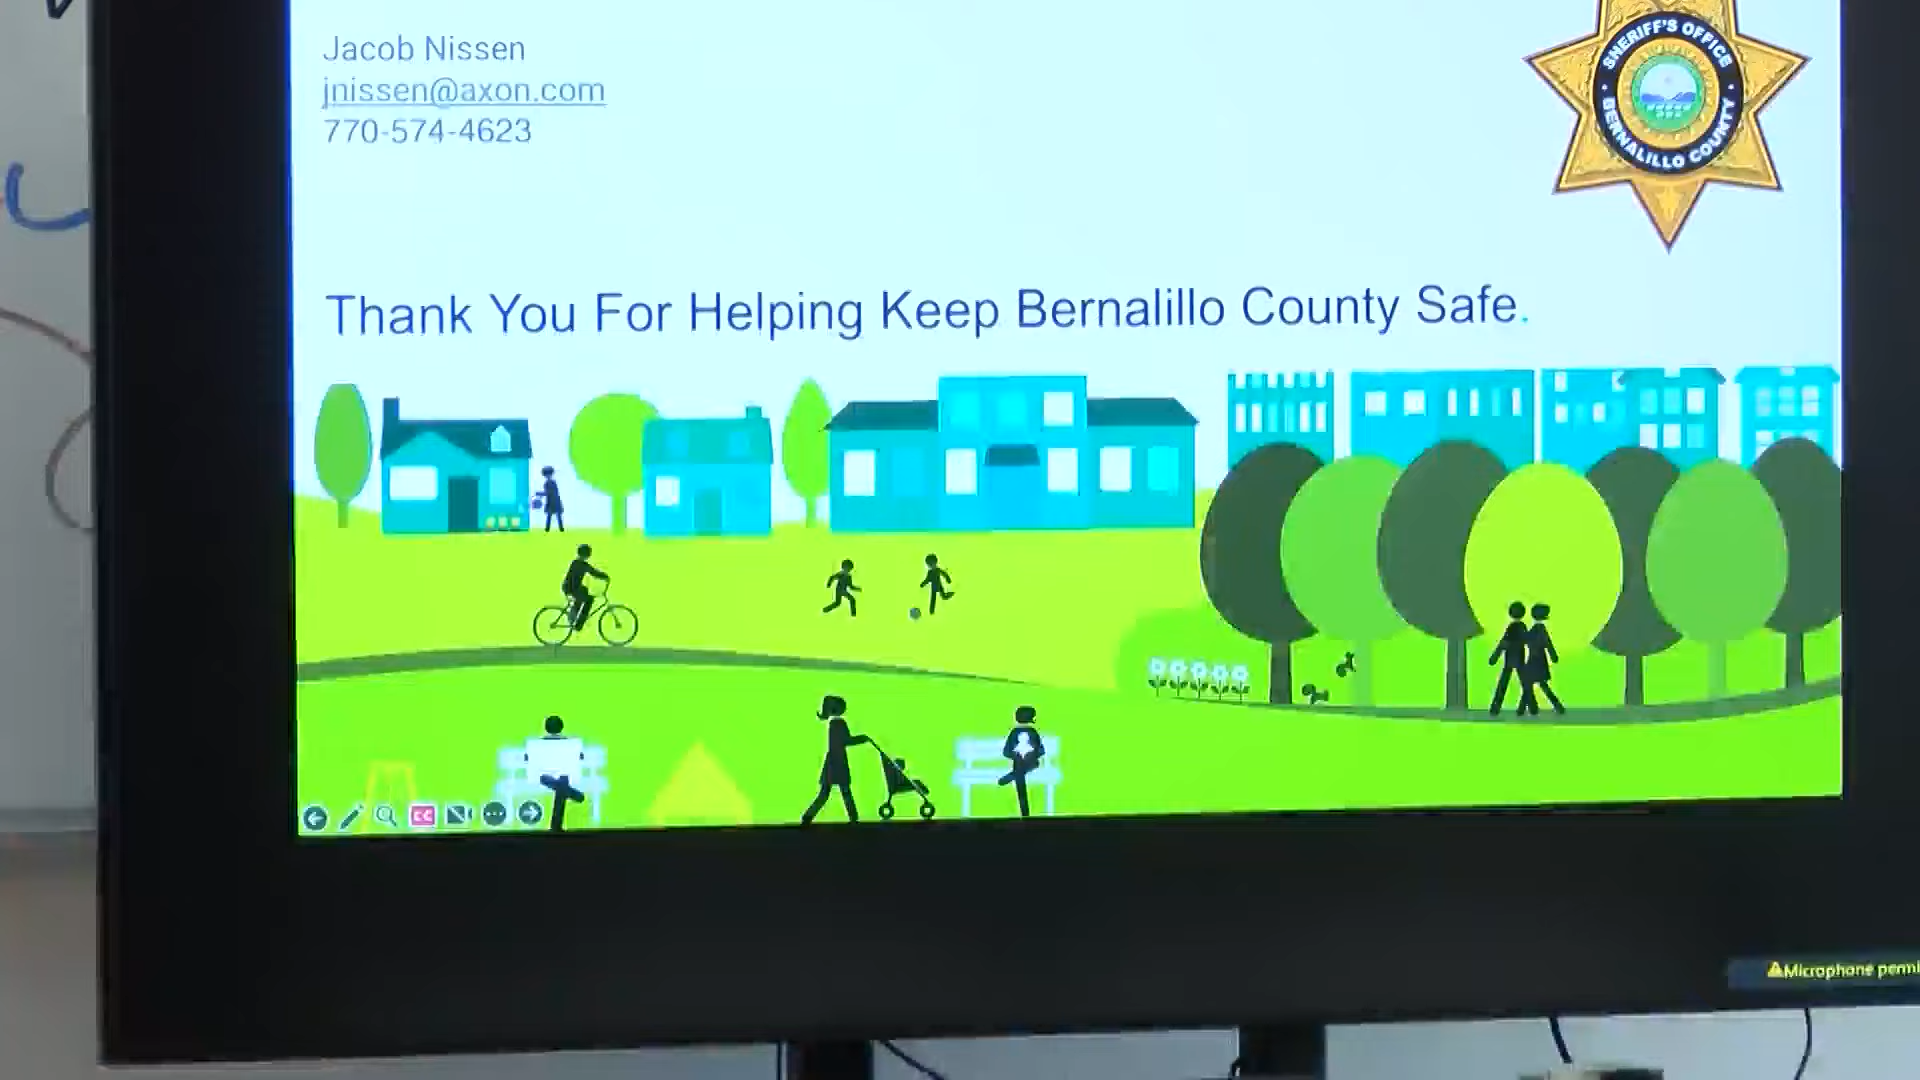 Jacob Nissen
jnissen@axon.com
770-574-4623
SHERIFF'S OFFICE
BERNALILLO COUNTY
Thank You For Helping Keep Bernalillo County Safe.
CC
Microphone permi